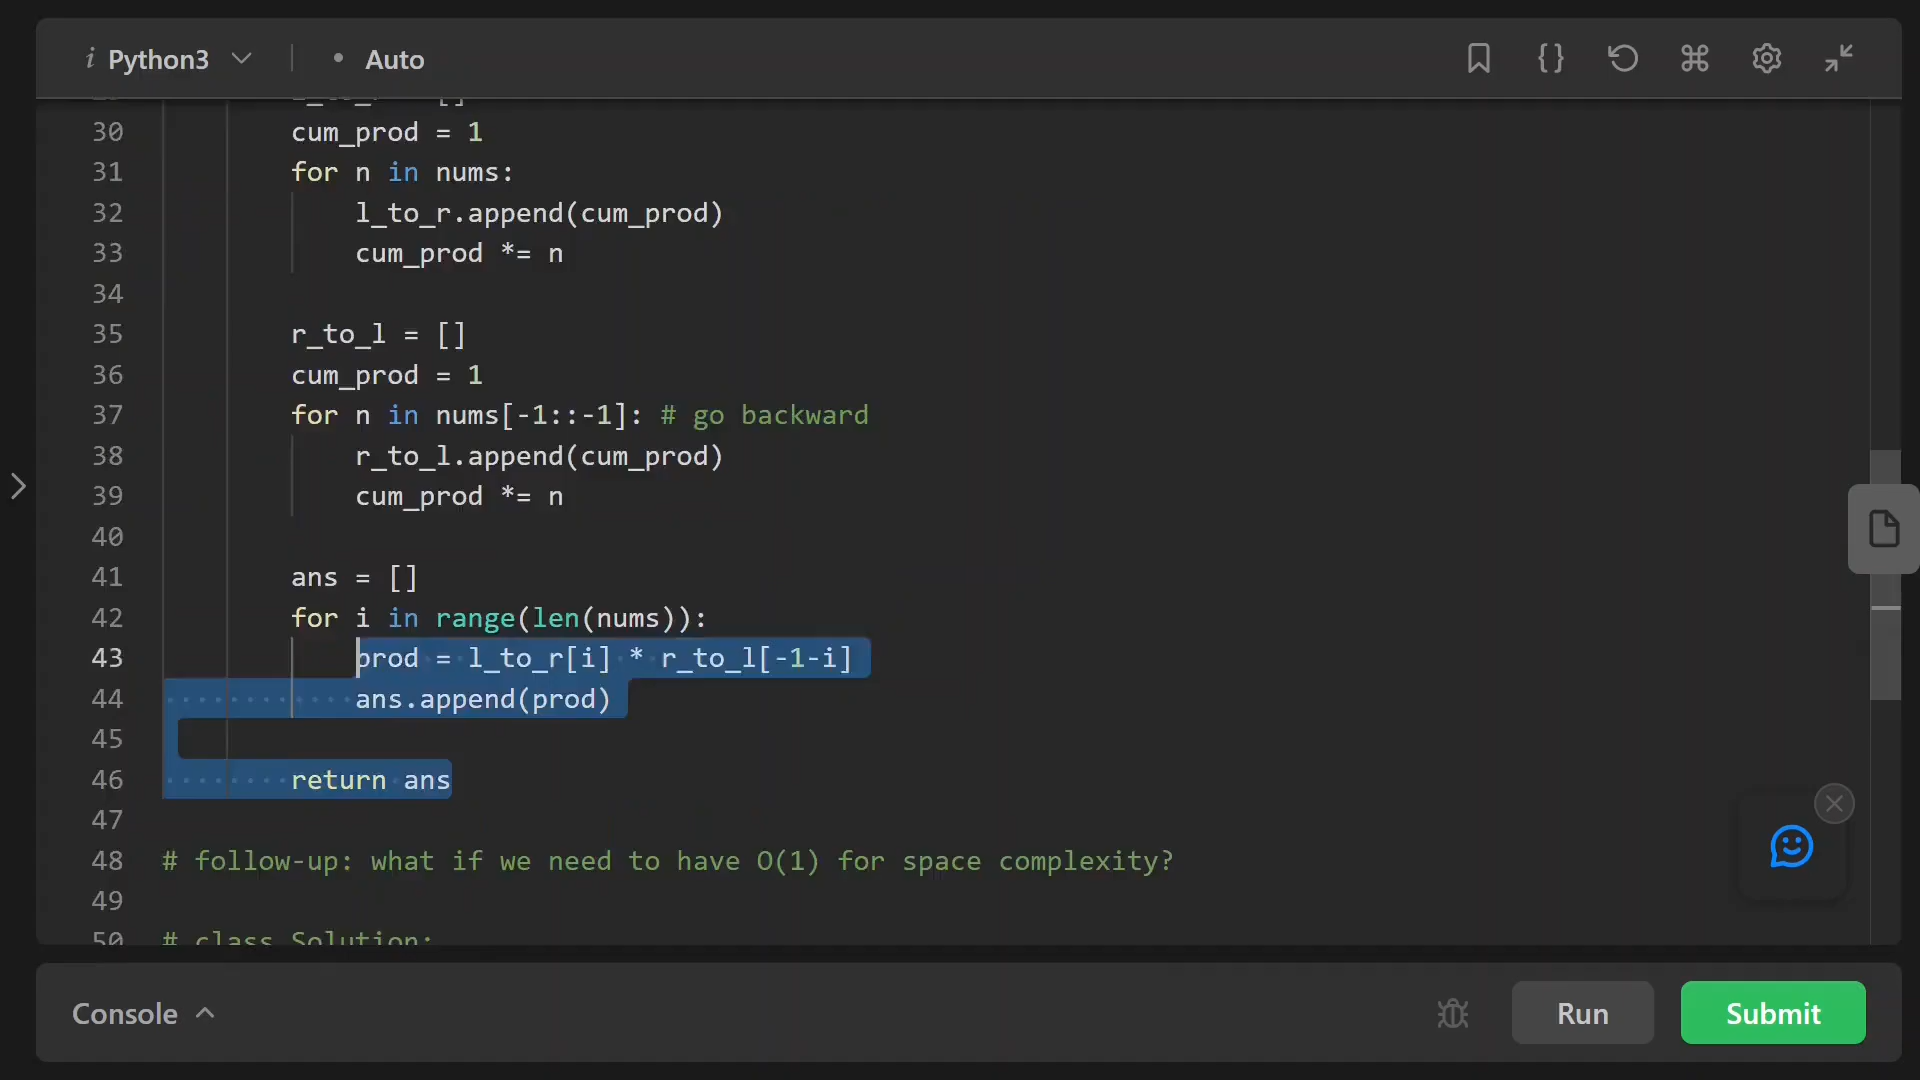 i Python3 • Auto
30 cum_prod = 1
31 for n in nums:
32 l_to_r.append(cum_prod)
33 cum_prod *= n
34
35 r_to_l = []
36 cum_prod = 1
37 for n in nums[-1::-1]: # go backward
38 r_to_l.append(cum_prod)
39 cum_prod *= n
40
41 ans = []
42 for i in range(len(nums)):
43 prod = l_to_r[i] * r_to_l[-1-i]
44 ans.append(prod)
45
46 return ans
47
48 # follow-up: what if we need to have O(1) for space complexity?
49
50 # class Solution:
Console Run Submit